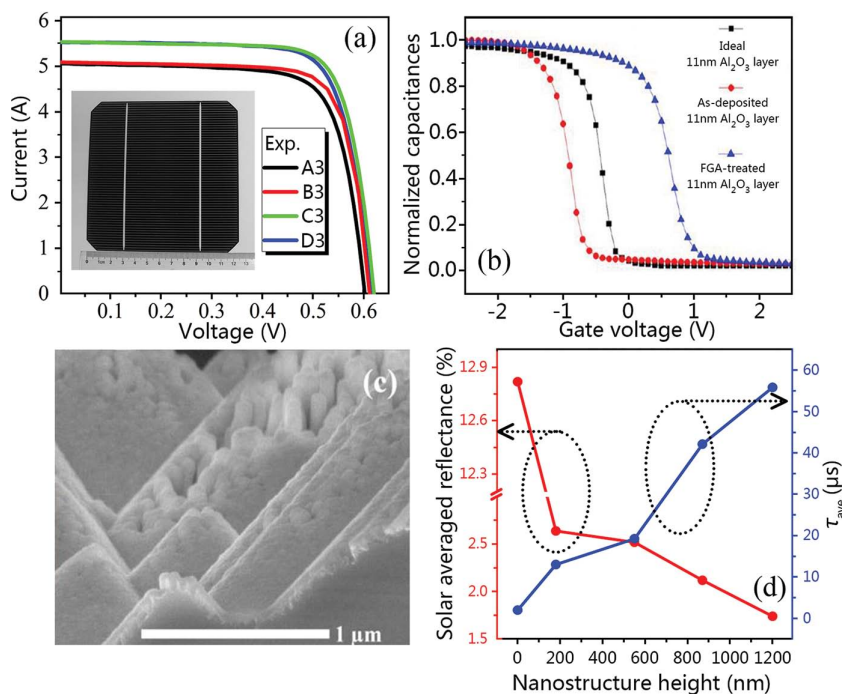 (a)
Current (A)
6
5
4
3
2
1
0
0.1 0.2 0.3 0.4 0.5 0.6
Voltage (V)
Exp.
A3
B3
C3
D3
(b)
Normalized capacitances
1.0
0.8
0.6
0.4
0.2
0.0
-2 -1 0 1 2
Gate voltage (V)
Ideal
11nm Al₂O₃ layer
As-deposited
11nm Al₂O₃ layer
FGA-treated
11nm Al₂O₃ layer
(c)
1 µm
(d)
Solar averaged reflectance (%)
12.9
12.6
12.3
2.5
2.0
1.5
0 200 400 600 800 1000 1200
Nanostructure height (nm)
60
50
40
30
20
10
0
τave (µs)